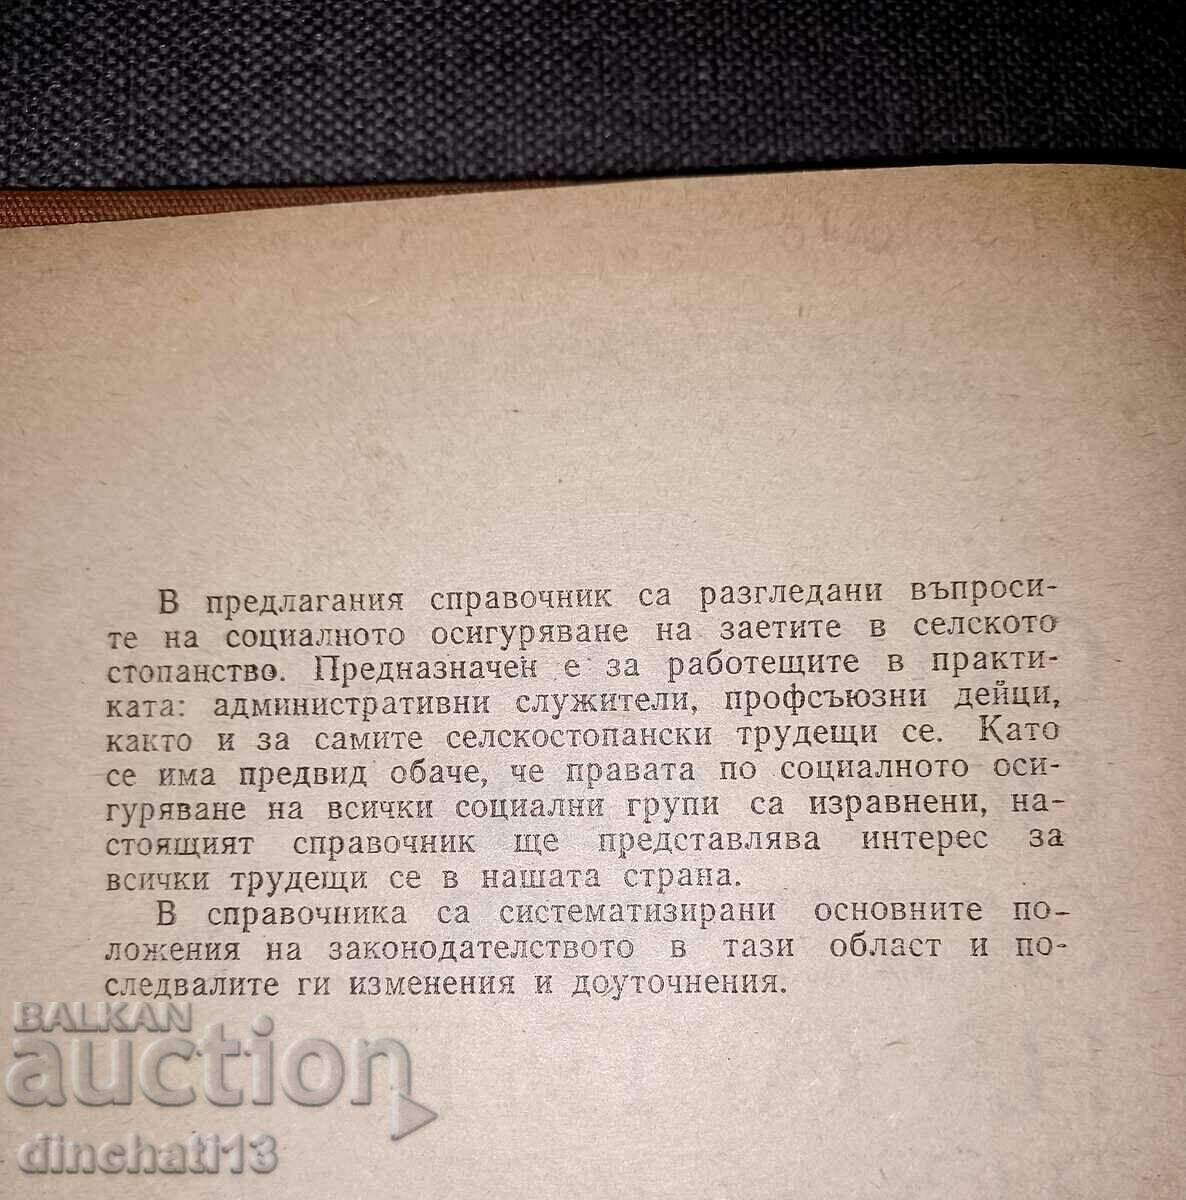 В предлагания справочник са разгледани въпроси-
те на социалното осигуряване на заетите в селското
стопанство. Предназначен е за работещите в практи-
ката: административни служители, профсъюзни дейци,
както и за самите селскостопански трудещи се. Като
се има предвид обаче, че правата по социалното оси-
гуряване на всички социални групи са изравнени, на-
стоящият справочник ще представлява интерес за
всички трудещи се в нашата страна.
В справочника са систематизирани основните по-
ложения на законодателството в тази област и по-
следвалите ги изменения и доуточнения.
BALKAN
auction
dinchati13